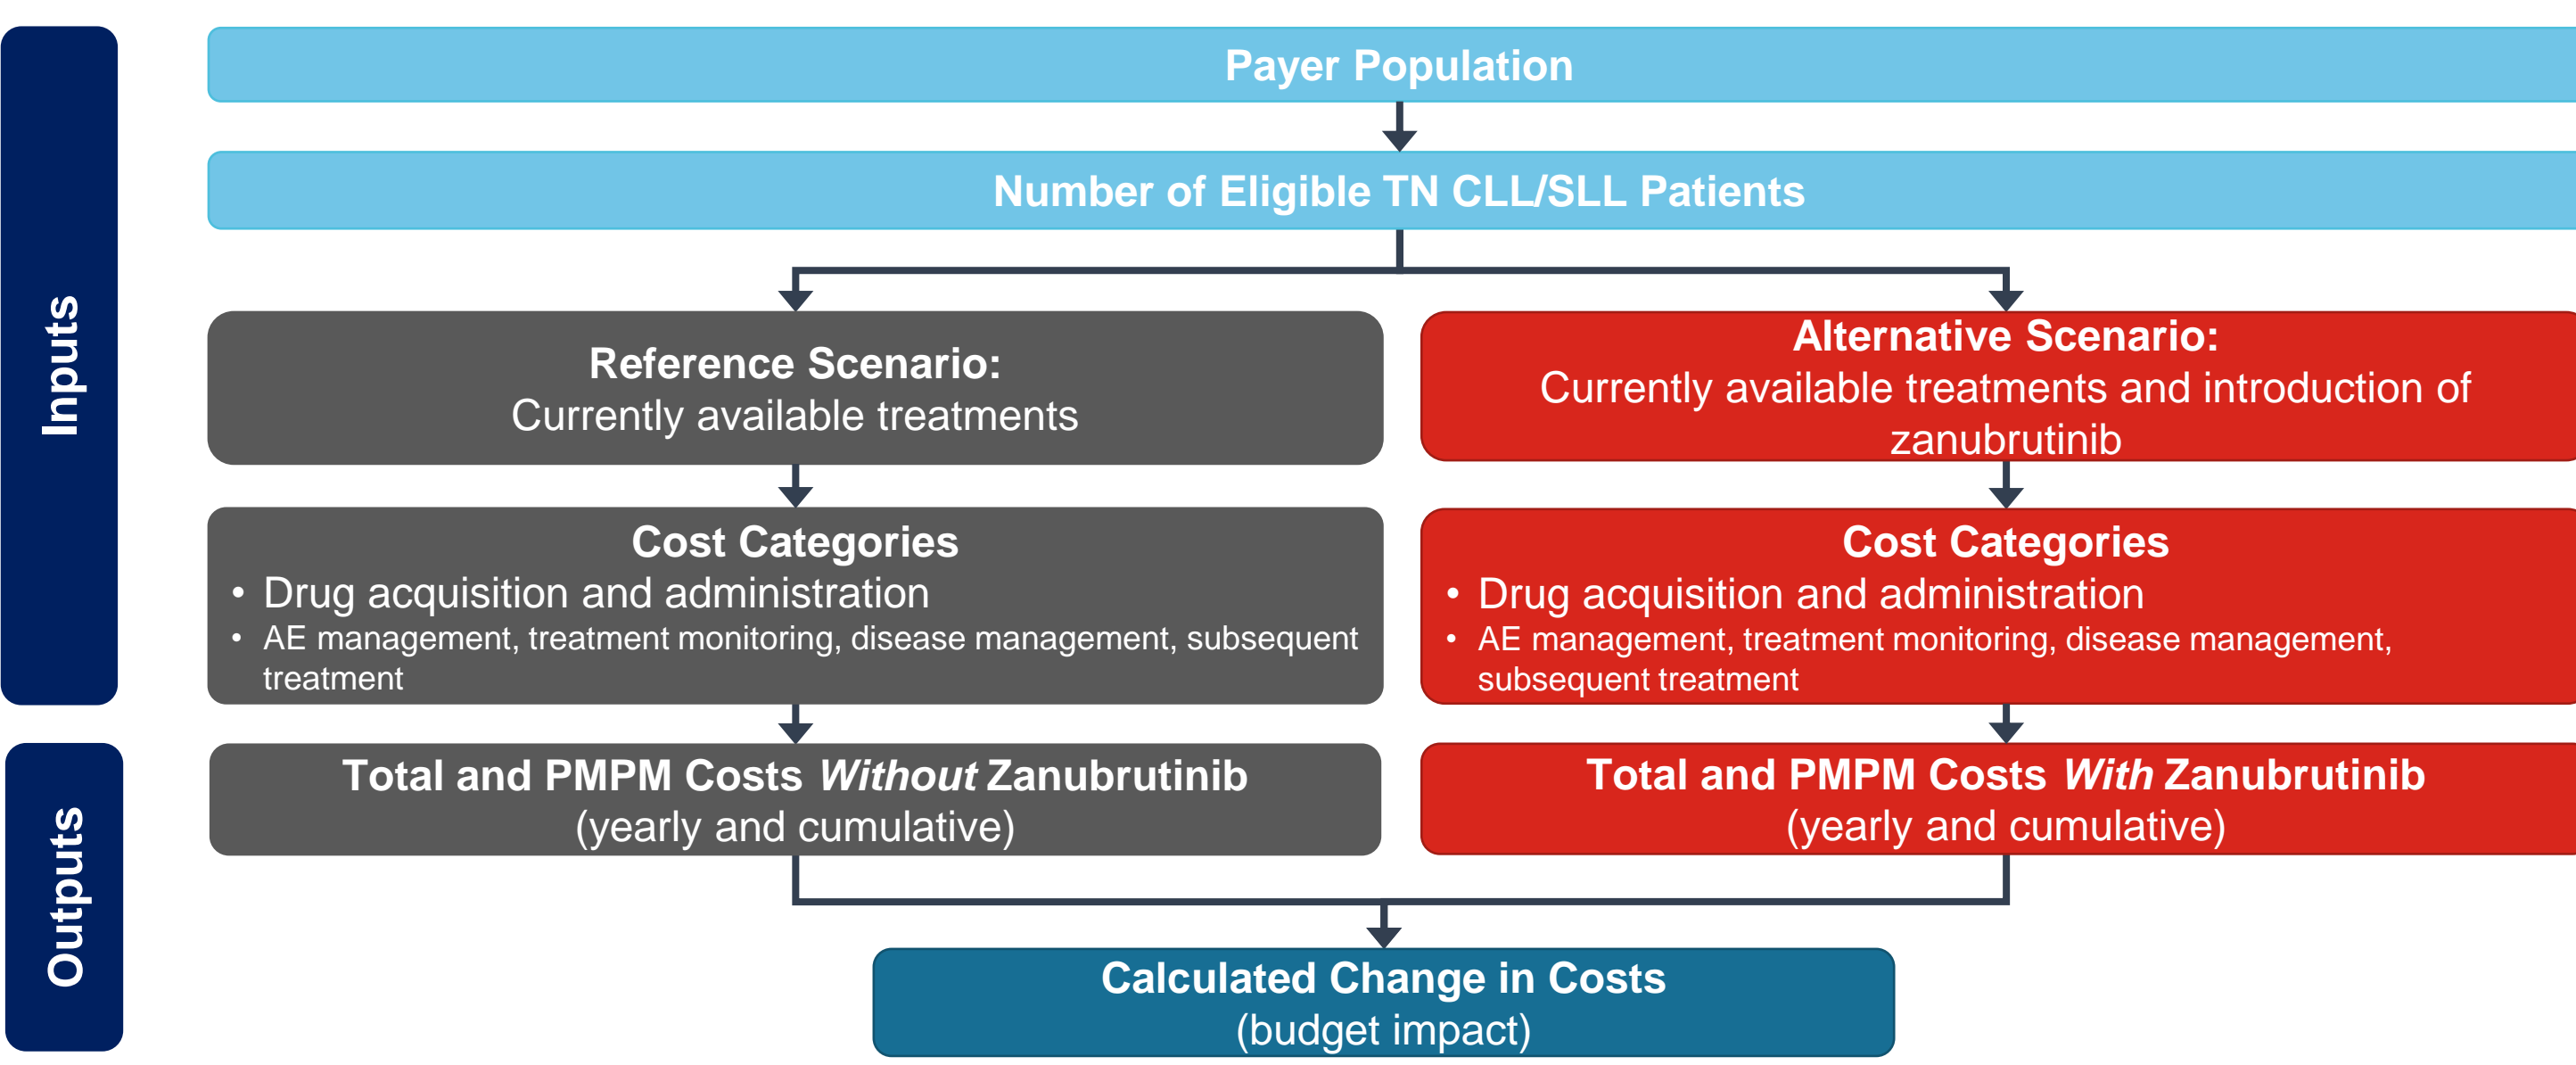 Inputs
Payer Population
Number of Eligible TN CLL/SLL Patients
Reference Scenario:
Currently available treatments
Alternative Scenario:
Currently available treatments and introduction of
zanubrutinib
Cost Categories
• Drug acquisition and administration
• AE management, treatment monitoring, disease management, subsequent
treatment
Cost Categories
• Drug acquisition and administration
• AE management, treatment monitoring, disease management,
subsequent treatment
Outputs
Total and PMPM Costs Without Zanubrutinib
(yearly and cumulative)
Total and PMPM Costs With Zanubrutinib
(yearly and cumulative)
Calculated Change in Costs
(budget impact)